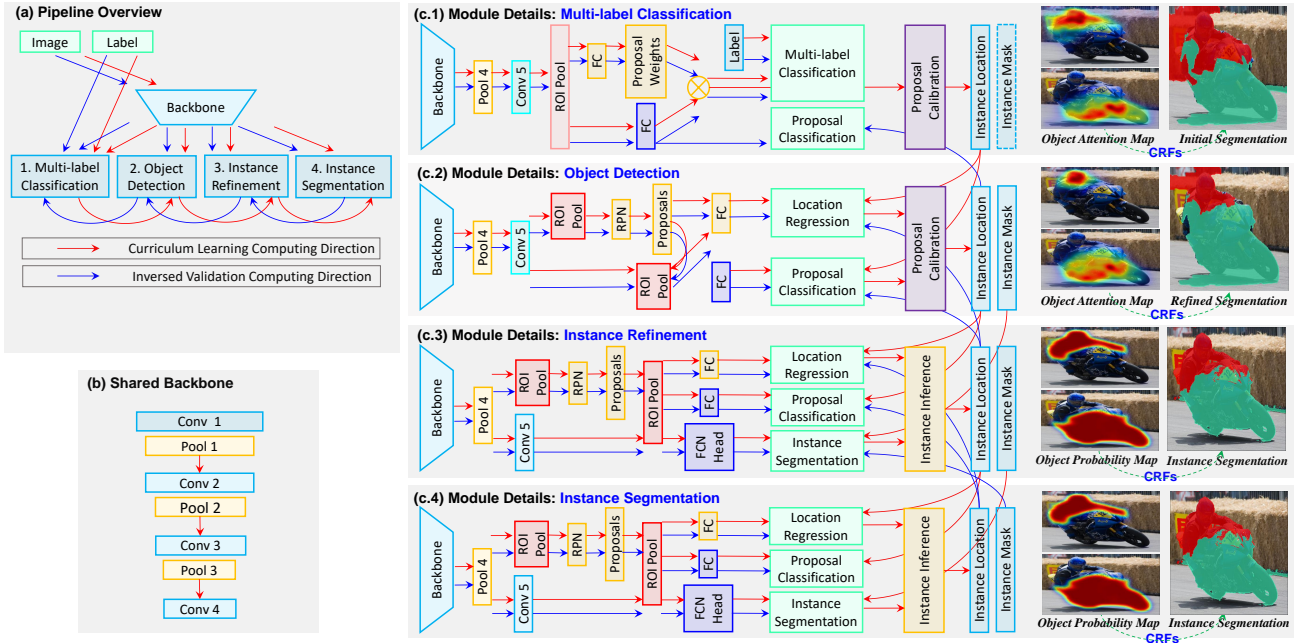 (a) Pipeline Overview
Image
Label
Backbone
1. Multi-label
Classification
2. Object
Detection
3. Instance
Refinement
4. Instance
Segmentation
Curriculum Learning Computing Direction
Inversed Validation Computing Direction
(b) Shared Backbone
Conv 1
Pool 1
Conv 2
Pool 2
Conv 3
Pool 3
Conv 4
(c.1) Module Details: Multi-label Classification
Backbone
Pool 4
Conv 5
ROI Pool
FC
Proposal
Weights
FC
Label
Multi-label
Classification
Proposal
Classification
Proposal
Calibration
Instance Location
Instance Mask
Object Attention Map
Initial Segmentation
CRFs
(c.2) Module Details: Object Detection
Backbone
Pool 4
Conv 5
ROI
Pool
RPN
Proposals
ROI
Pool
FC
FC
Location
Regression
Proposal
Classification
Proposal
Calibration
Instance Location
Instance Mask
Object Attention Map
Refined Segmentation
CRFs
(c.3) Module Details: Instance Refinement
Backbone
Pool 4
ROI
Pool
Conv 5
RPN
Proposals
ROI Pool
FC
FC
FCN
Head
Location
Regression
Proposal
Classification
Instance
Segmentation
Instance Inference
Instance Location
Instance Mask
Object Probability Map
Instance Segmentation
CRFs
(c.4) Module Details: Instance Segmentation
Backbone
Pool 4
ROI
Pool
Conv 5
RPN
Proposals
ROI Pool
FC
FC
FCN
Head
Location
Regression
Proposal
Classification
Instance
Segmentation
Instance Inference
Instance Location
Instance Mask
Object Probability Map
Instance Segmentation
CRFs